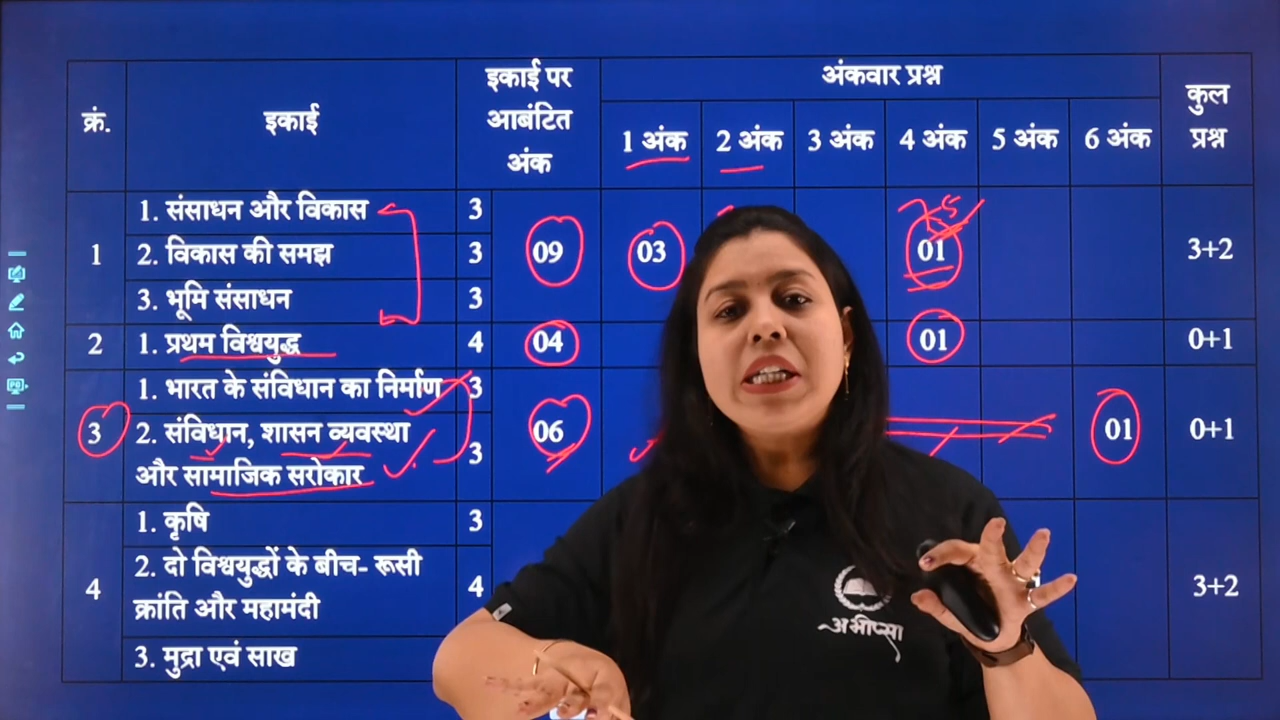 क्रं. इकाई इकाई पर आबंटित अंक अंकवार प्रश्न कुल प्रश्न
1 अंक 2 अंक 3 अंक 4 अंक 5 अंक 6 अंक
1 1. संसाधन और विकास 3 09 03 01 3+2
2. विकास की समझ 3
3. भूमि संसाधन 3
2 1. प्रथम विश्वयुद्ध 4 04 01 0+1
3 1. भारत के संविधान का निर्माण 3 06 01 0+1
2. संविधान, शासन व्यवस्था
और सामाजिक सरोकार 3
4 1. कृषि 3 3+2
2. दो विश्वयुद्धों के बीच- रूसी
क्रांति और महामंदी 4
3. मुद्रा एवं साख
अभीप्सा